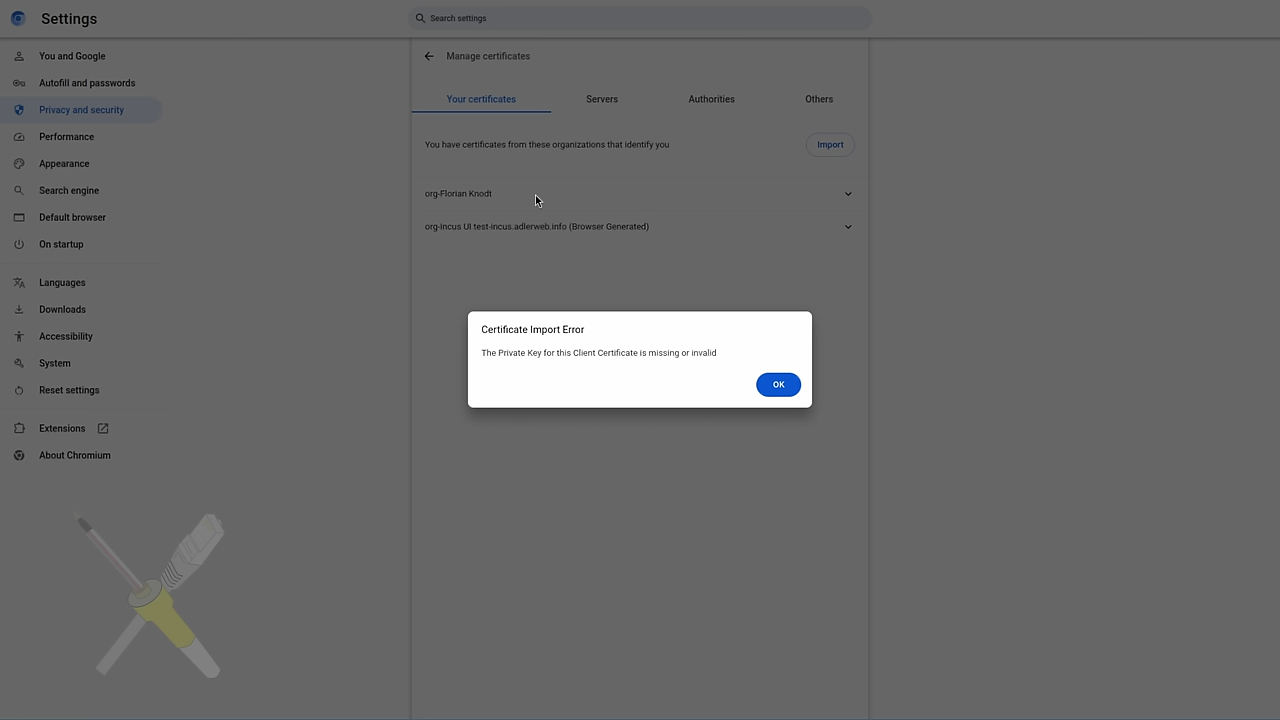 Settings
Search settings
You and Google
Autofill and passwords
Privacy and security
Performance
Appearance
Search engine
Default browser
On startup
Languages
Downloads
Accessibility
System
Reset settings
Extensions
About Chromium
Manage certificates
Your certificates Servers Authorities Others
You have certificates from these organizations that identify you Import
org-Florian Knodt
org-Incus UI test-incus.adlerweb.info (Browser Generated)
Certificate Import Error
The Private Key for this Client Certificate is missing or invalid
OK